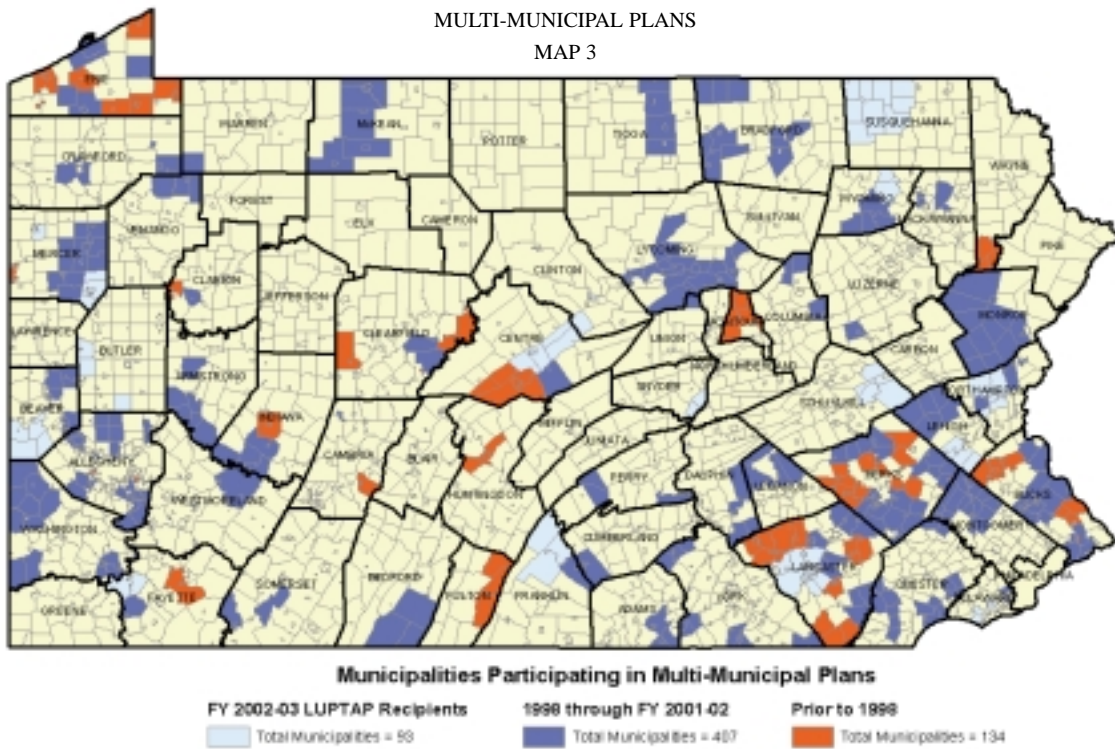 MULTI-MUNICIPAL PLANS
MAP 3
ERIE
WARREN
McKEAN
POTTER
TIOGA
BRADFORD
SUSQUEHANNA
WAYNE
CRAWFORD
FOREST
ELK
CAMERON
SULLIVAN
WYOMING
LACKAWANNA
PIKE
VENANGO
MERCER
CLARION
JEFFERSON
CLINTON
LYCOMING
LUZERNE
MONROE
LAWRENCE
BUTLER
CLEARFIELD
CENTRE
UNION
COLUMBIA
CARBON
ARMSTRONG
SNYDER
NORTHUMBERLAND
SCHUYLKILL
NORTHAMPTON
BEAVER
INDIANA
MIFFLIN
LEHIGH
ALLEGHENY
CAMBRIA
BLAIR
JUNIATA
PERRY
DAUPHIN
LEBANON
BERKS
BUCKS
WESTMORELAND
HUNTINGDON
WASHINGTON
CUMBERLAND
MONTGOMERY
LANCASTER
CHESTER
PHILADELPHIA
GREENE
FAYETTE
SOMERSET
BEDFORD
FULTON
FRANKLIN
ADAMS
YORK
DELAWARE
Municipalities Participating in Multi-Municipal Plans
FY 2002-03 LUPTAP Recipients 1998 through FY 2001-02 Prior to 1998
Total Municipalities = 93 Total Municipalities = 407 Total Municipalities = 134